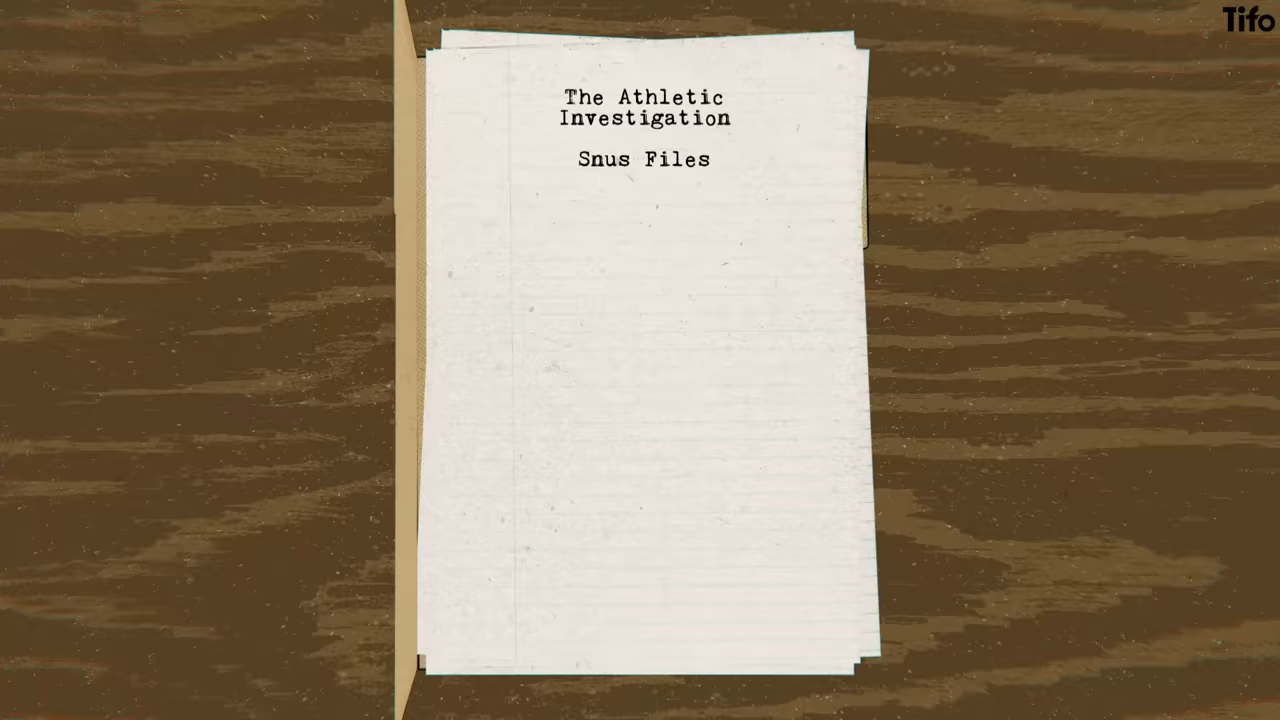 Tifo
The Athletic
Investigation
Snus Files